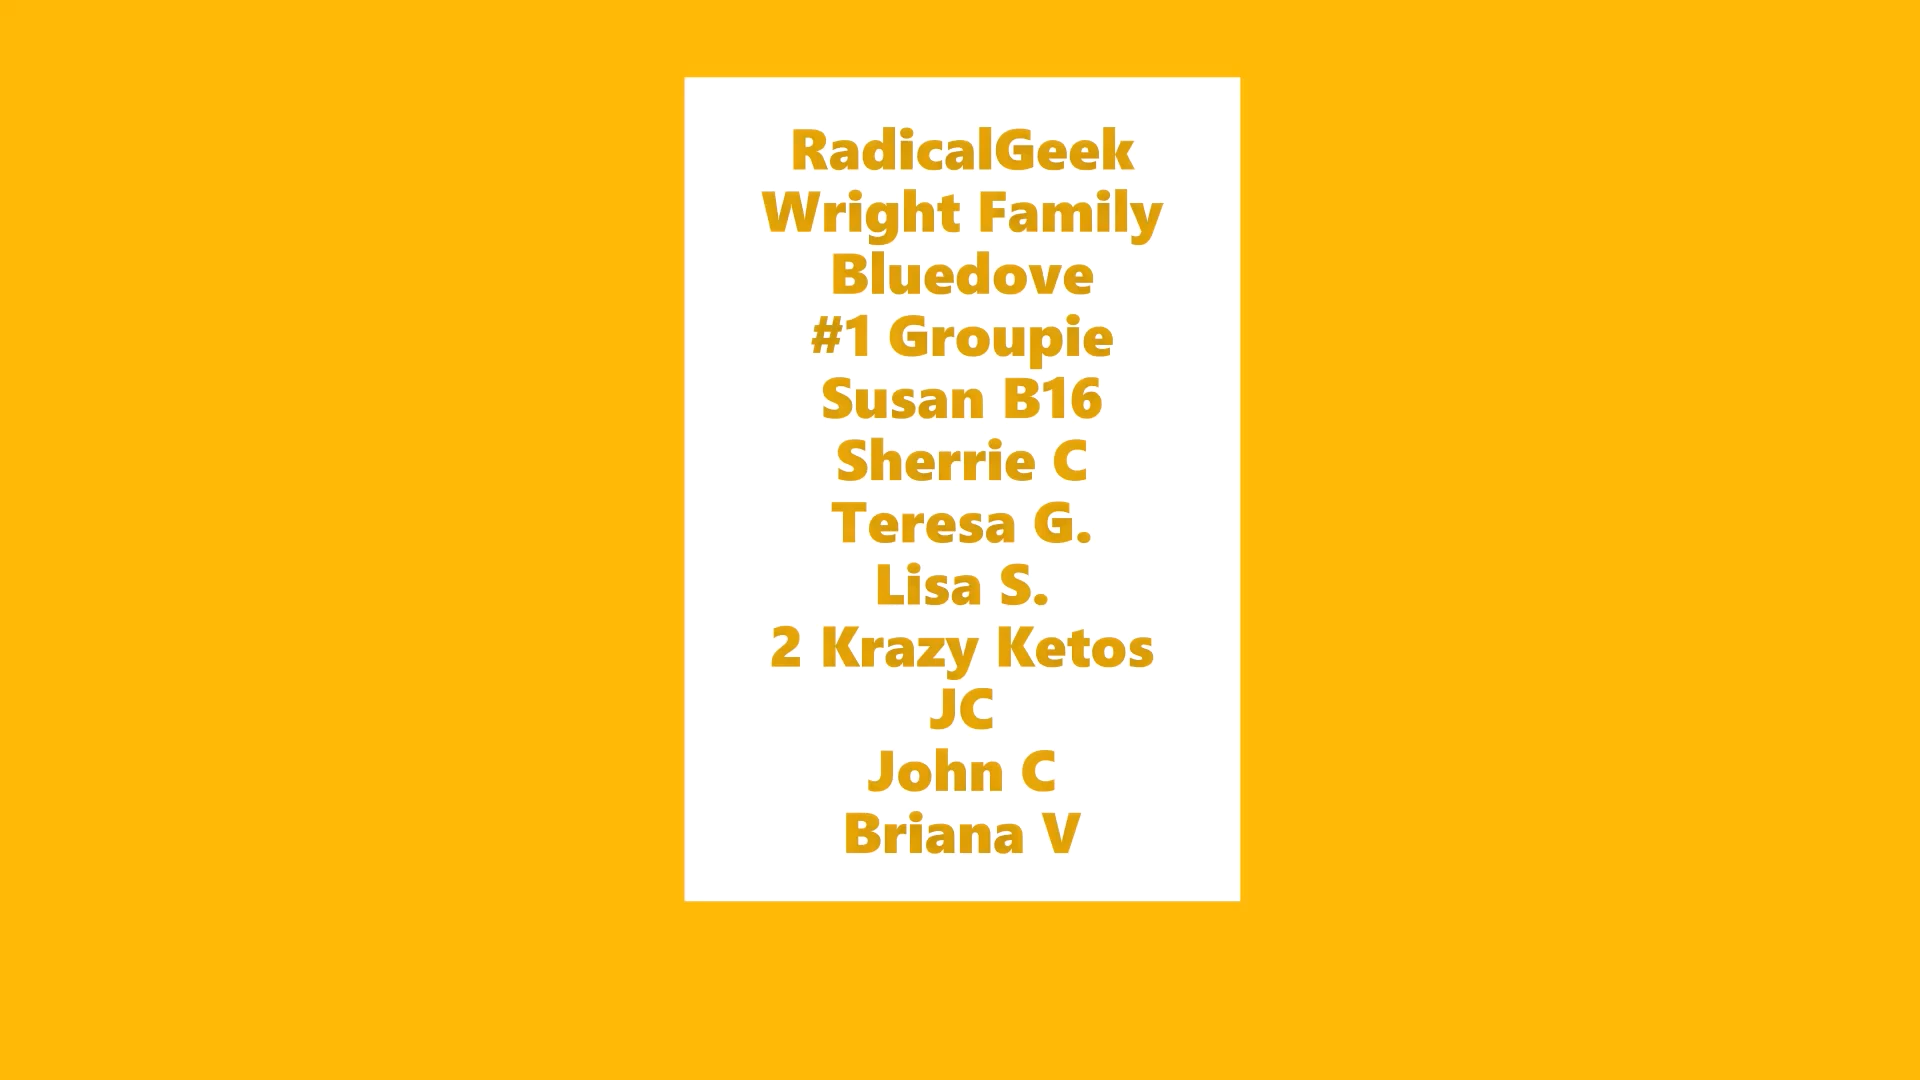 RadicalGeek
Wright Family
Bluedove
#1 Groupie
Susan B16
Sherrie C
Teresa G.
Lisa S.
2 Krazy Ketos
JC
John C
Briana V